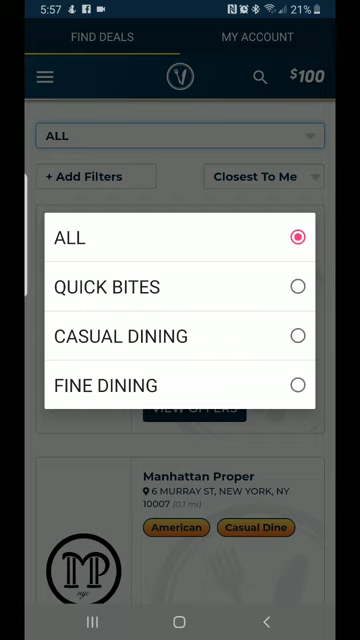 5:57
21%
FIND DEALS
MY ACCOUNT
$100
ALL
+ Add Filters
Closest To Me
ALL
QUICK BITES
CASUAL DINING
FINE DINING
VIEW OFFERS
Manhattan Proper
6 MURRAY ST, NEW YORK, NY
10007 (0.1 mi)
American
Casual Dine
MP
nyc